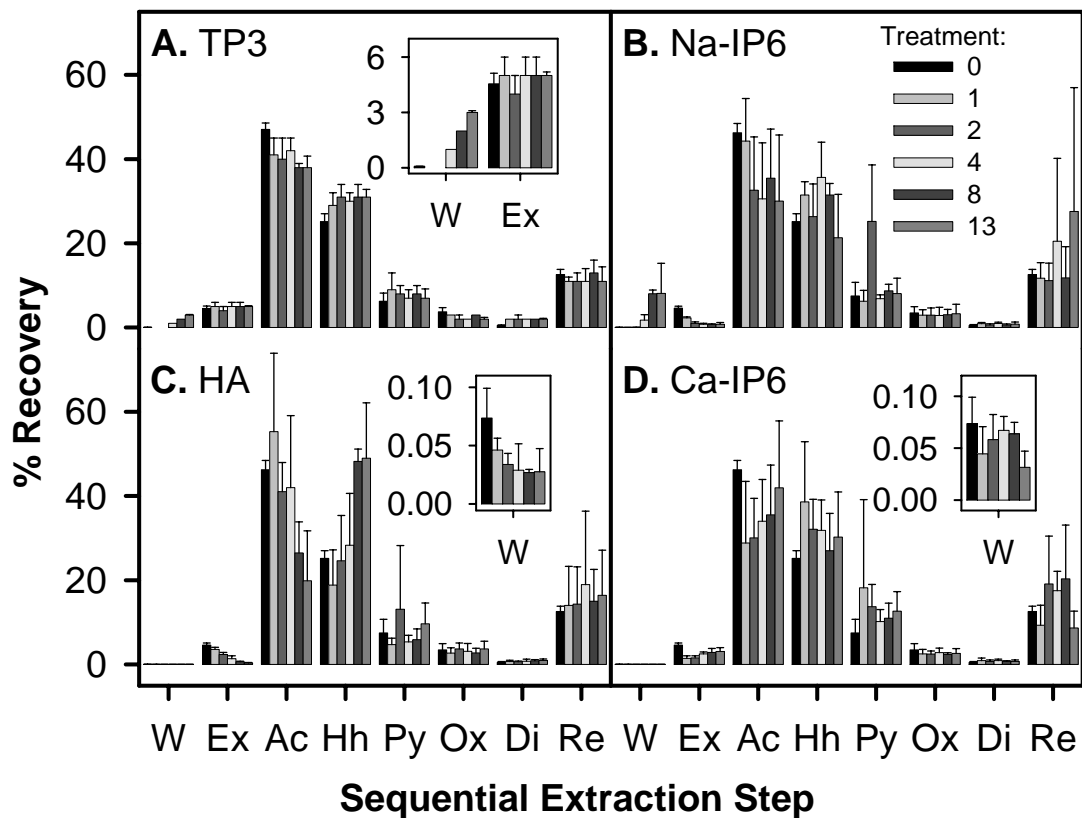 A. TP3
B. Na-IP6
Treatment:
0
1
2
4
8
13
6
3
0
W Ex
60
40
20
0
% Recovery
C. HA
D. Ca-IP6
0.10
0.05
0.00
W
0.10
0.05
0.00
W
60
40
20
0
W Ex Ac Hh Py Ox Di Re W Ex Ac Hh Py Ox Di Re
Sequential Extraction Step